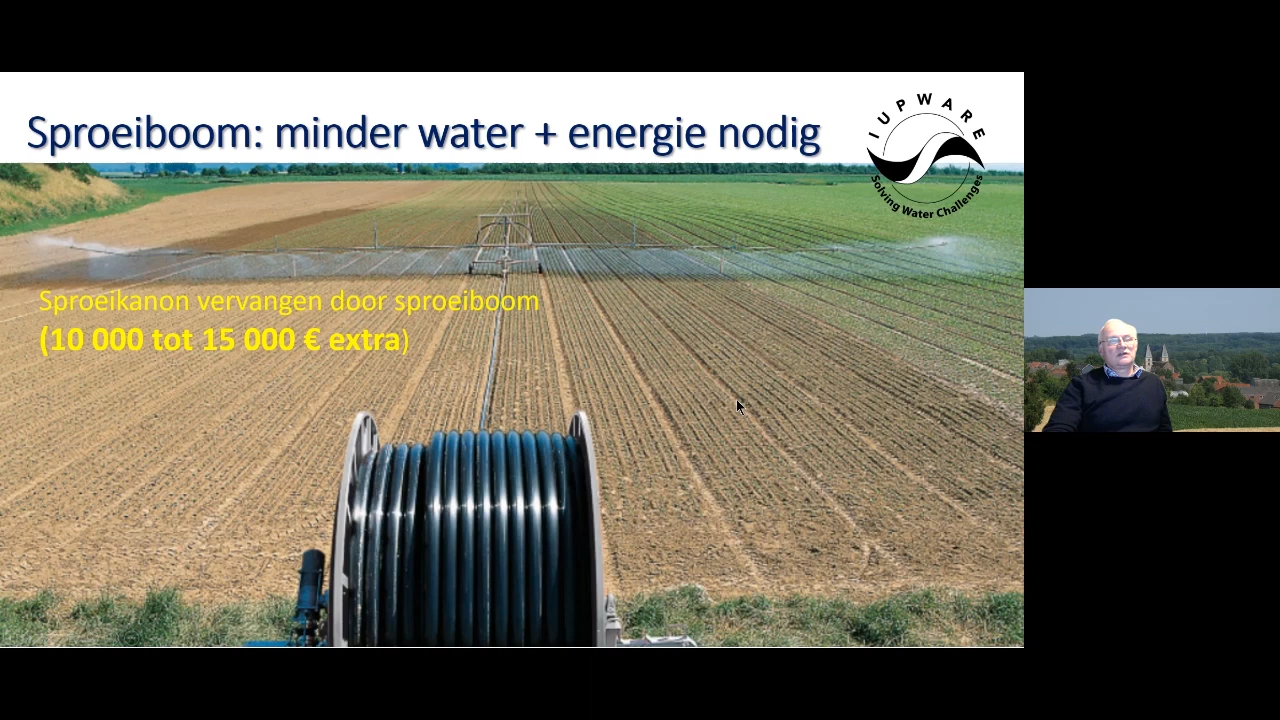 Sproeiboom: minder water + energie nodig
IUPWARE
Solving Water Challenges
Sproeikanon vervangen door sproeiboom
(10 000 tot 15 000 € extra)